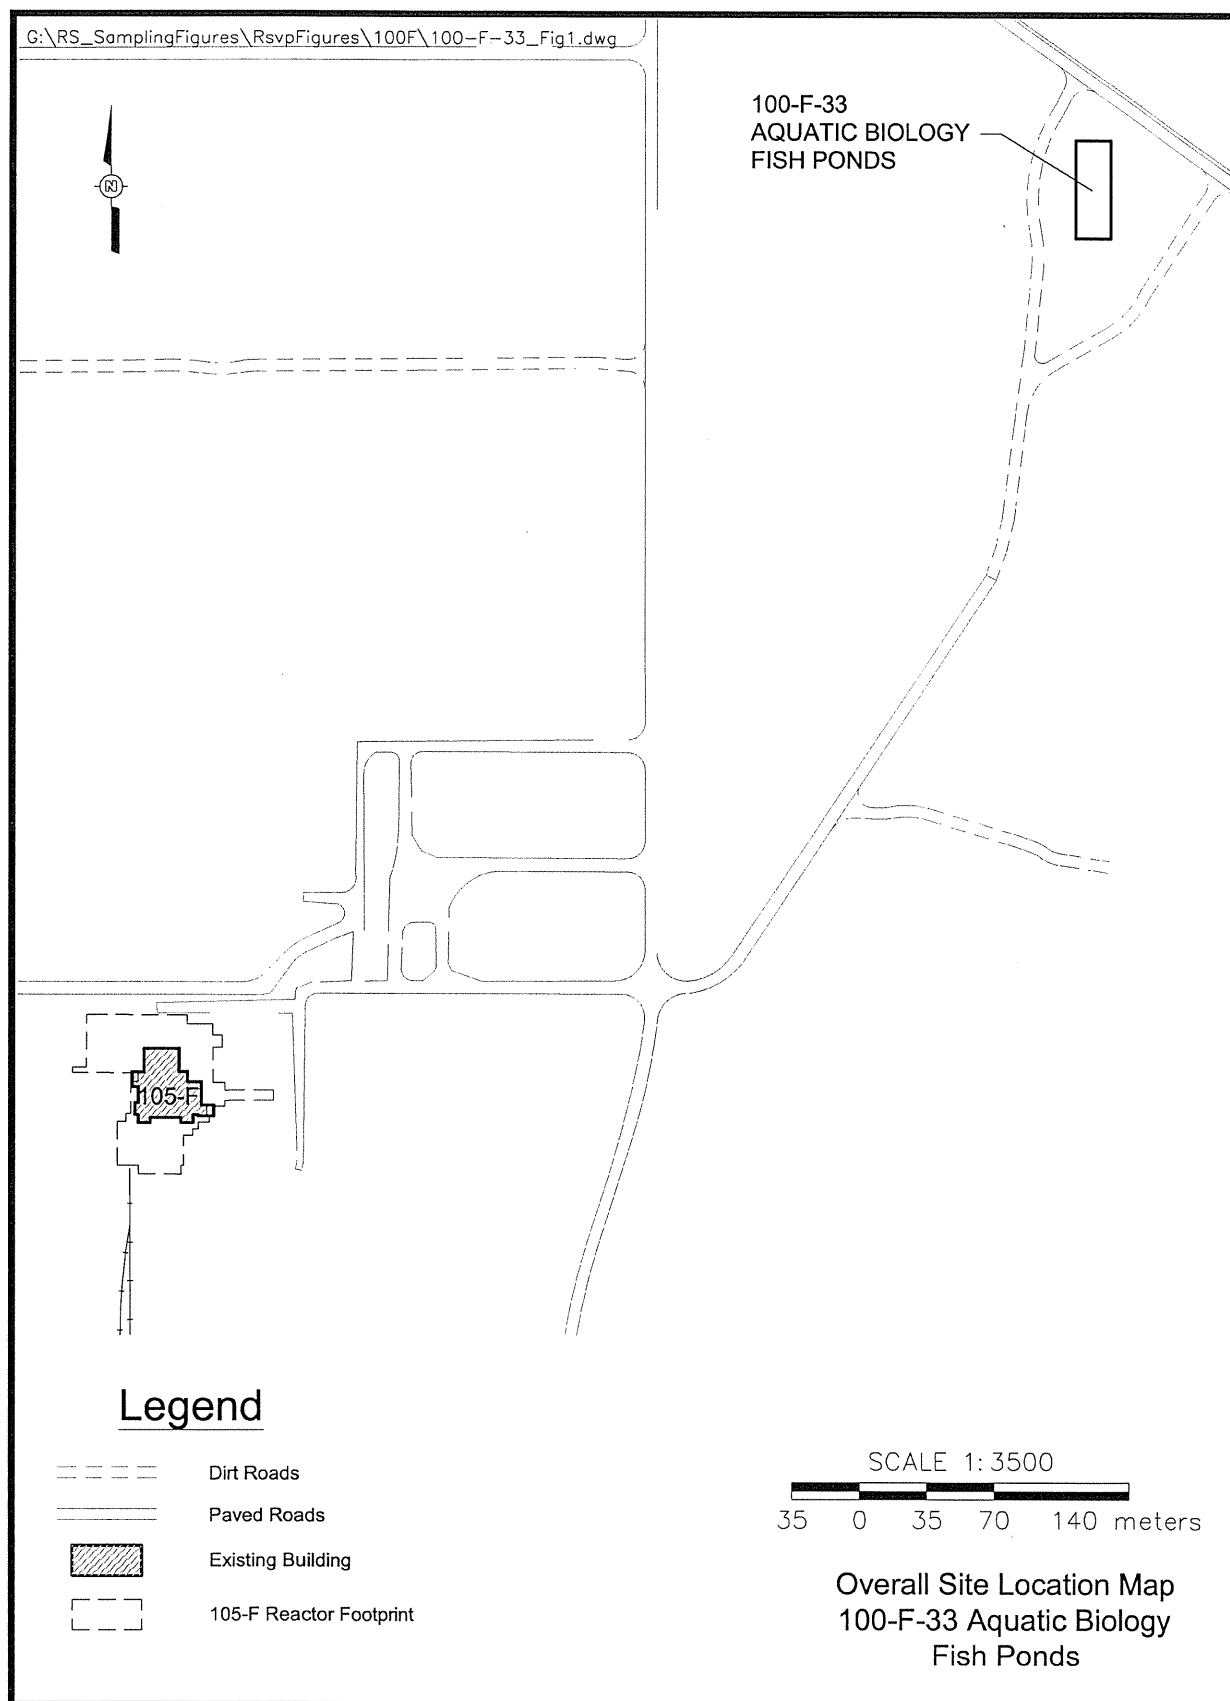 G:\RS_SamplingFigures\RsvpFigures\100F\100-F-33_Fig1.dwg
100-F-33
AQUATIC BIOLOGY
FISH PONDS
N
105-F
Legend
Dirt Roads
Paved Roads
Existing Building
105-F Reactor Footprint
SCALE 1:3500
35 0 35 70 140 meters
Overall Site Location Map
100-F-33 Aquatic Biology
Fish Ponds